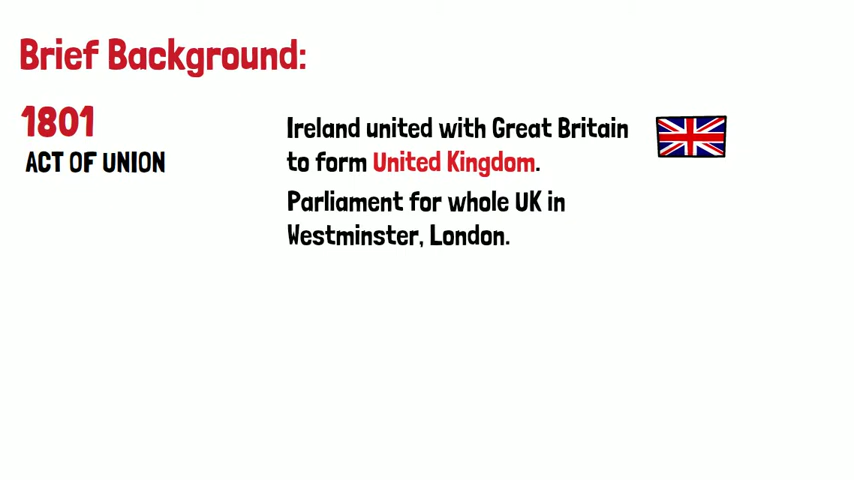 Brief Background:
1801
ACT OF UNION
Ireland united with Great Britain
to form United Kingdom.
Parliament for whole UK in
Westminster, London.